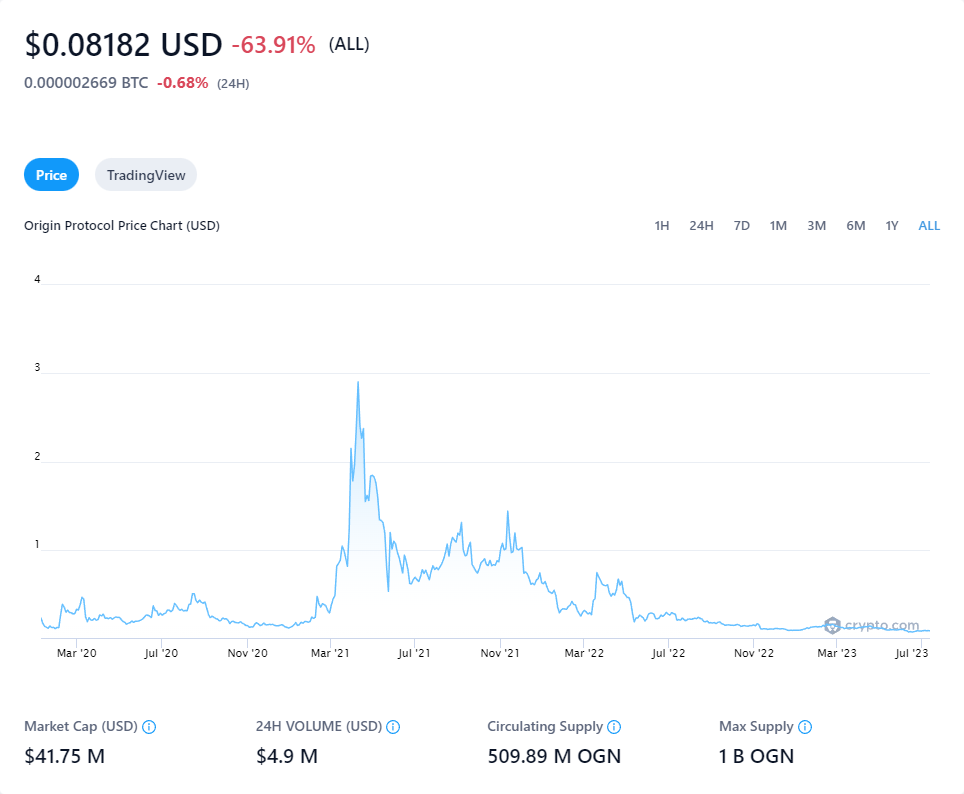 $0.08182 USD -63.91% (ALL)
0.000002669 BTC -0.68% (24H)
Price TradingView
Origin Protocol Price Chart (USD) 1H 24H 7D 1M 3M 6M 1Y ALL
4
3
2
1
crypto.com
Mar '20 Jul '20 Nov '20 Mar '21 Jul '21 Nov '21 Mar '22 Jul '22 Nov '22 Mar '23 Jul '23
Market Cap (USD) 24H VOLUME (USD) Circulating Supply Max Supply
$41.75 M $4.9 M 509.89 M OGN 1 B OGN